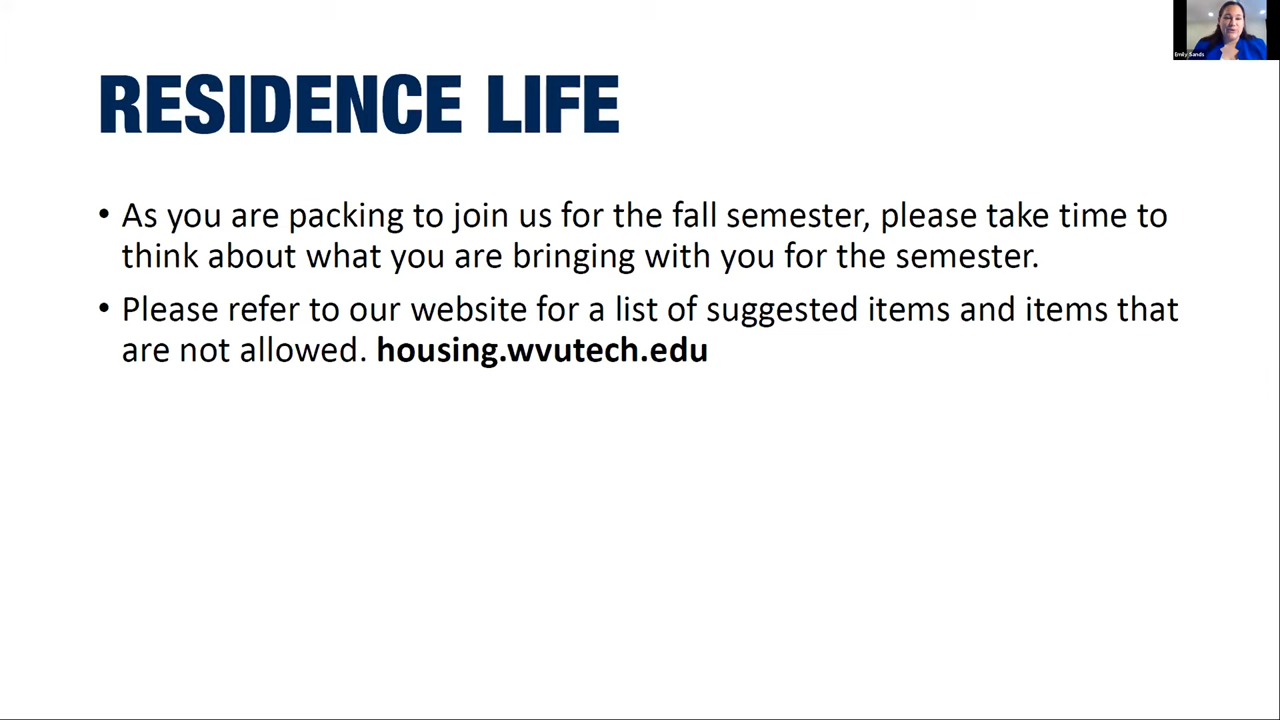 Emily Sands
RESIDENCE LIFE
• As you are packing to join us for the fall semester, please take time to
think about what you are bringing with you for the semester.
• Please refer to our website for a list of suggested items and items that
are not allowed. housing.wvutech.edu